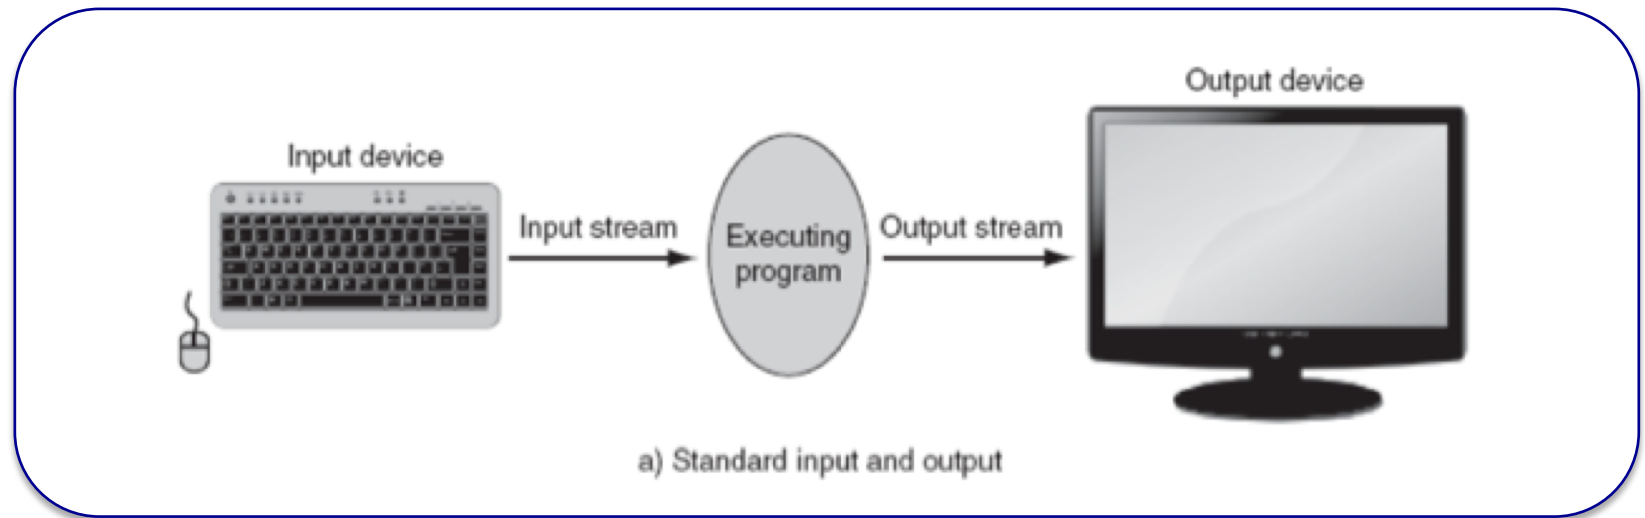 Output device
Input device
Input stream
Executing
program
Output stream
a) Standard input and output